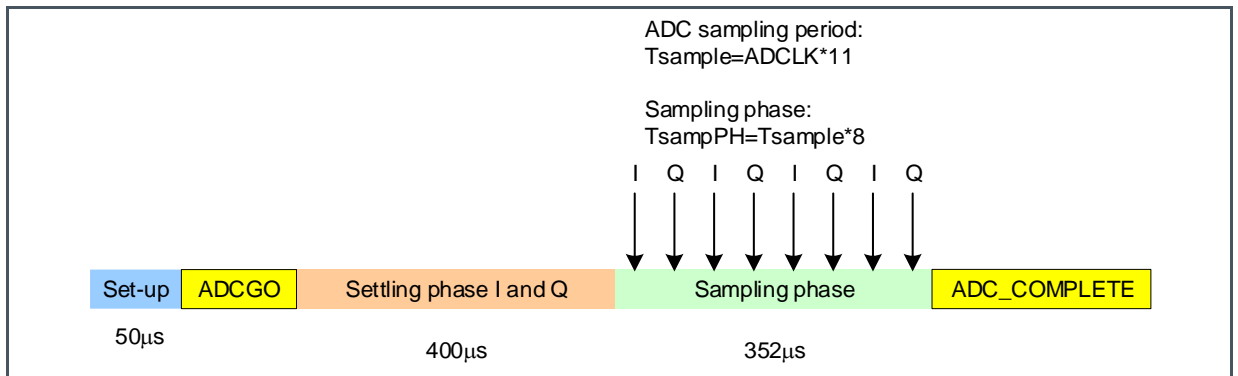 ADC sampling period:
Tsample=ADCLK*11
Sampling phase:
TsampPH=Tsample*8
I Q I Q I Q I Q
Set-up ADCGO Settling phase I and Q Sampling phase ADC_COMPLETE
50μs 400μs 352μs